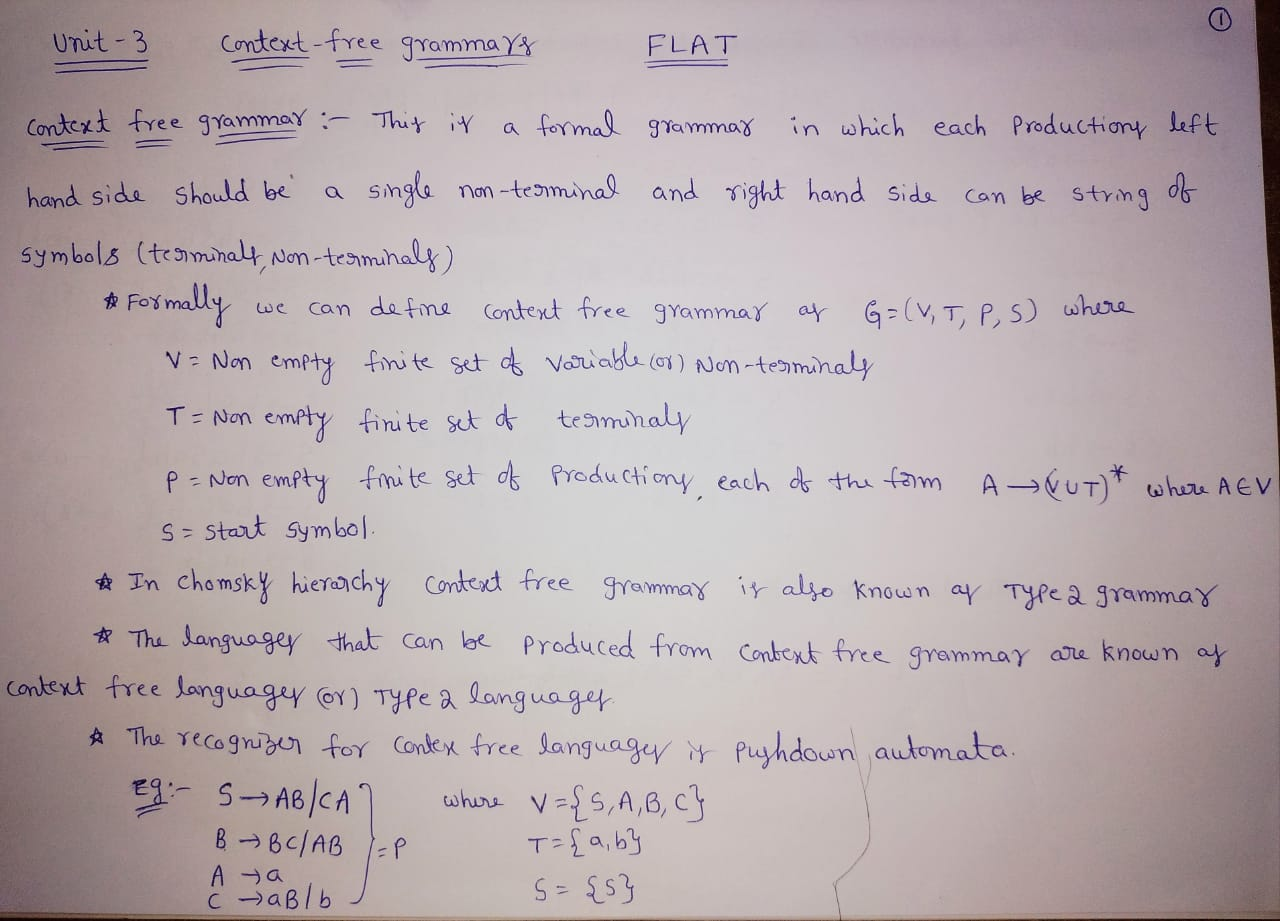 ①
Unit - 3 Context-free grammars FLAT
Context free grammar :- This is a formal grammar in which each Productions left
hand side should be a single non-terminal and right hand side can be string of
symbols (terminals, Non-terminals)
☆ Formally we can define context free grammar as G=(V, T, P, S) where
V = Non empty finite set of variable (or) Non-terminals
T = Non empty finite set of terminals
P = Non empty finite set of Productions, each of the form A → (VUT)* where A ∈ V
S = Start symbol.
☆ In chomsky hierarchy context free grammar is also known as Type 2 grammar
☆ The languages that can be produced from context free grammar are known as
context free languages (or) Type 2 languages.
☆ The recognizer for contex free languages is pushdown automata.
Eg:- S → AB/CA where V = {S, A, B, C}
B → BC/AB = P T = {a, b}
A → a
C → aB/b S = {S}